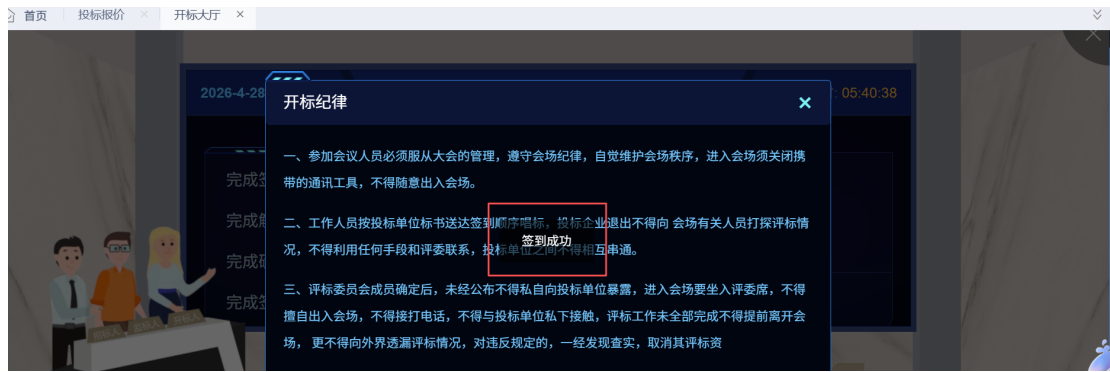 首页 投标报价 × 开标大厅 ×
2026-4-28
05:40:38
开标纪律
一、参加会议人员必须服从大会的管理，遵守会场纪律，自觉维护会场秩序，进入会场须关闭携
带的通讯工具，不得随意出入会场。
二、工作人员按投标单位标书送达签到顺序唱标，投标企业退出不得向 会场有关人员打探评标情
况，不得利用任何手段和评委联系，投标单位之间不得相互串通。
签到成功
三、评标委员会成员确定后，未经公布不得私自向投标单位暴露，进入会场要坐入评委席，不得
擅自出入会场，不得接打电话，不得与投标单位私下接触，评标工作未全部完成不得提前离开会
场， 更不得向外界透漏评标情况，对违反规定的，一经发现查实，取消其评标资
完成
完成
完成
完成
开标人